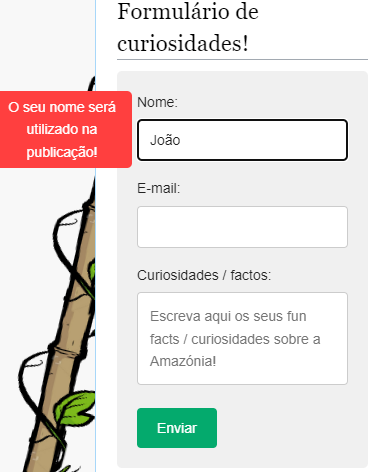 Formulário de
curiosidades!
O seu nome será
utilizado na
publicação!
Nome:
João
E-mail:
Curiosidades / factos:
Escreva aqui os seus fun
facts / curiosidades sobre a
Amazónia!
Enviar